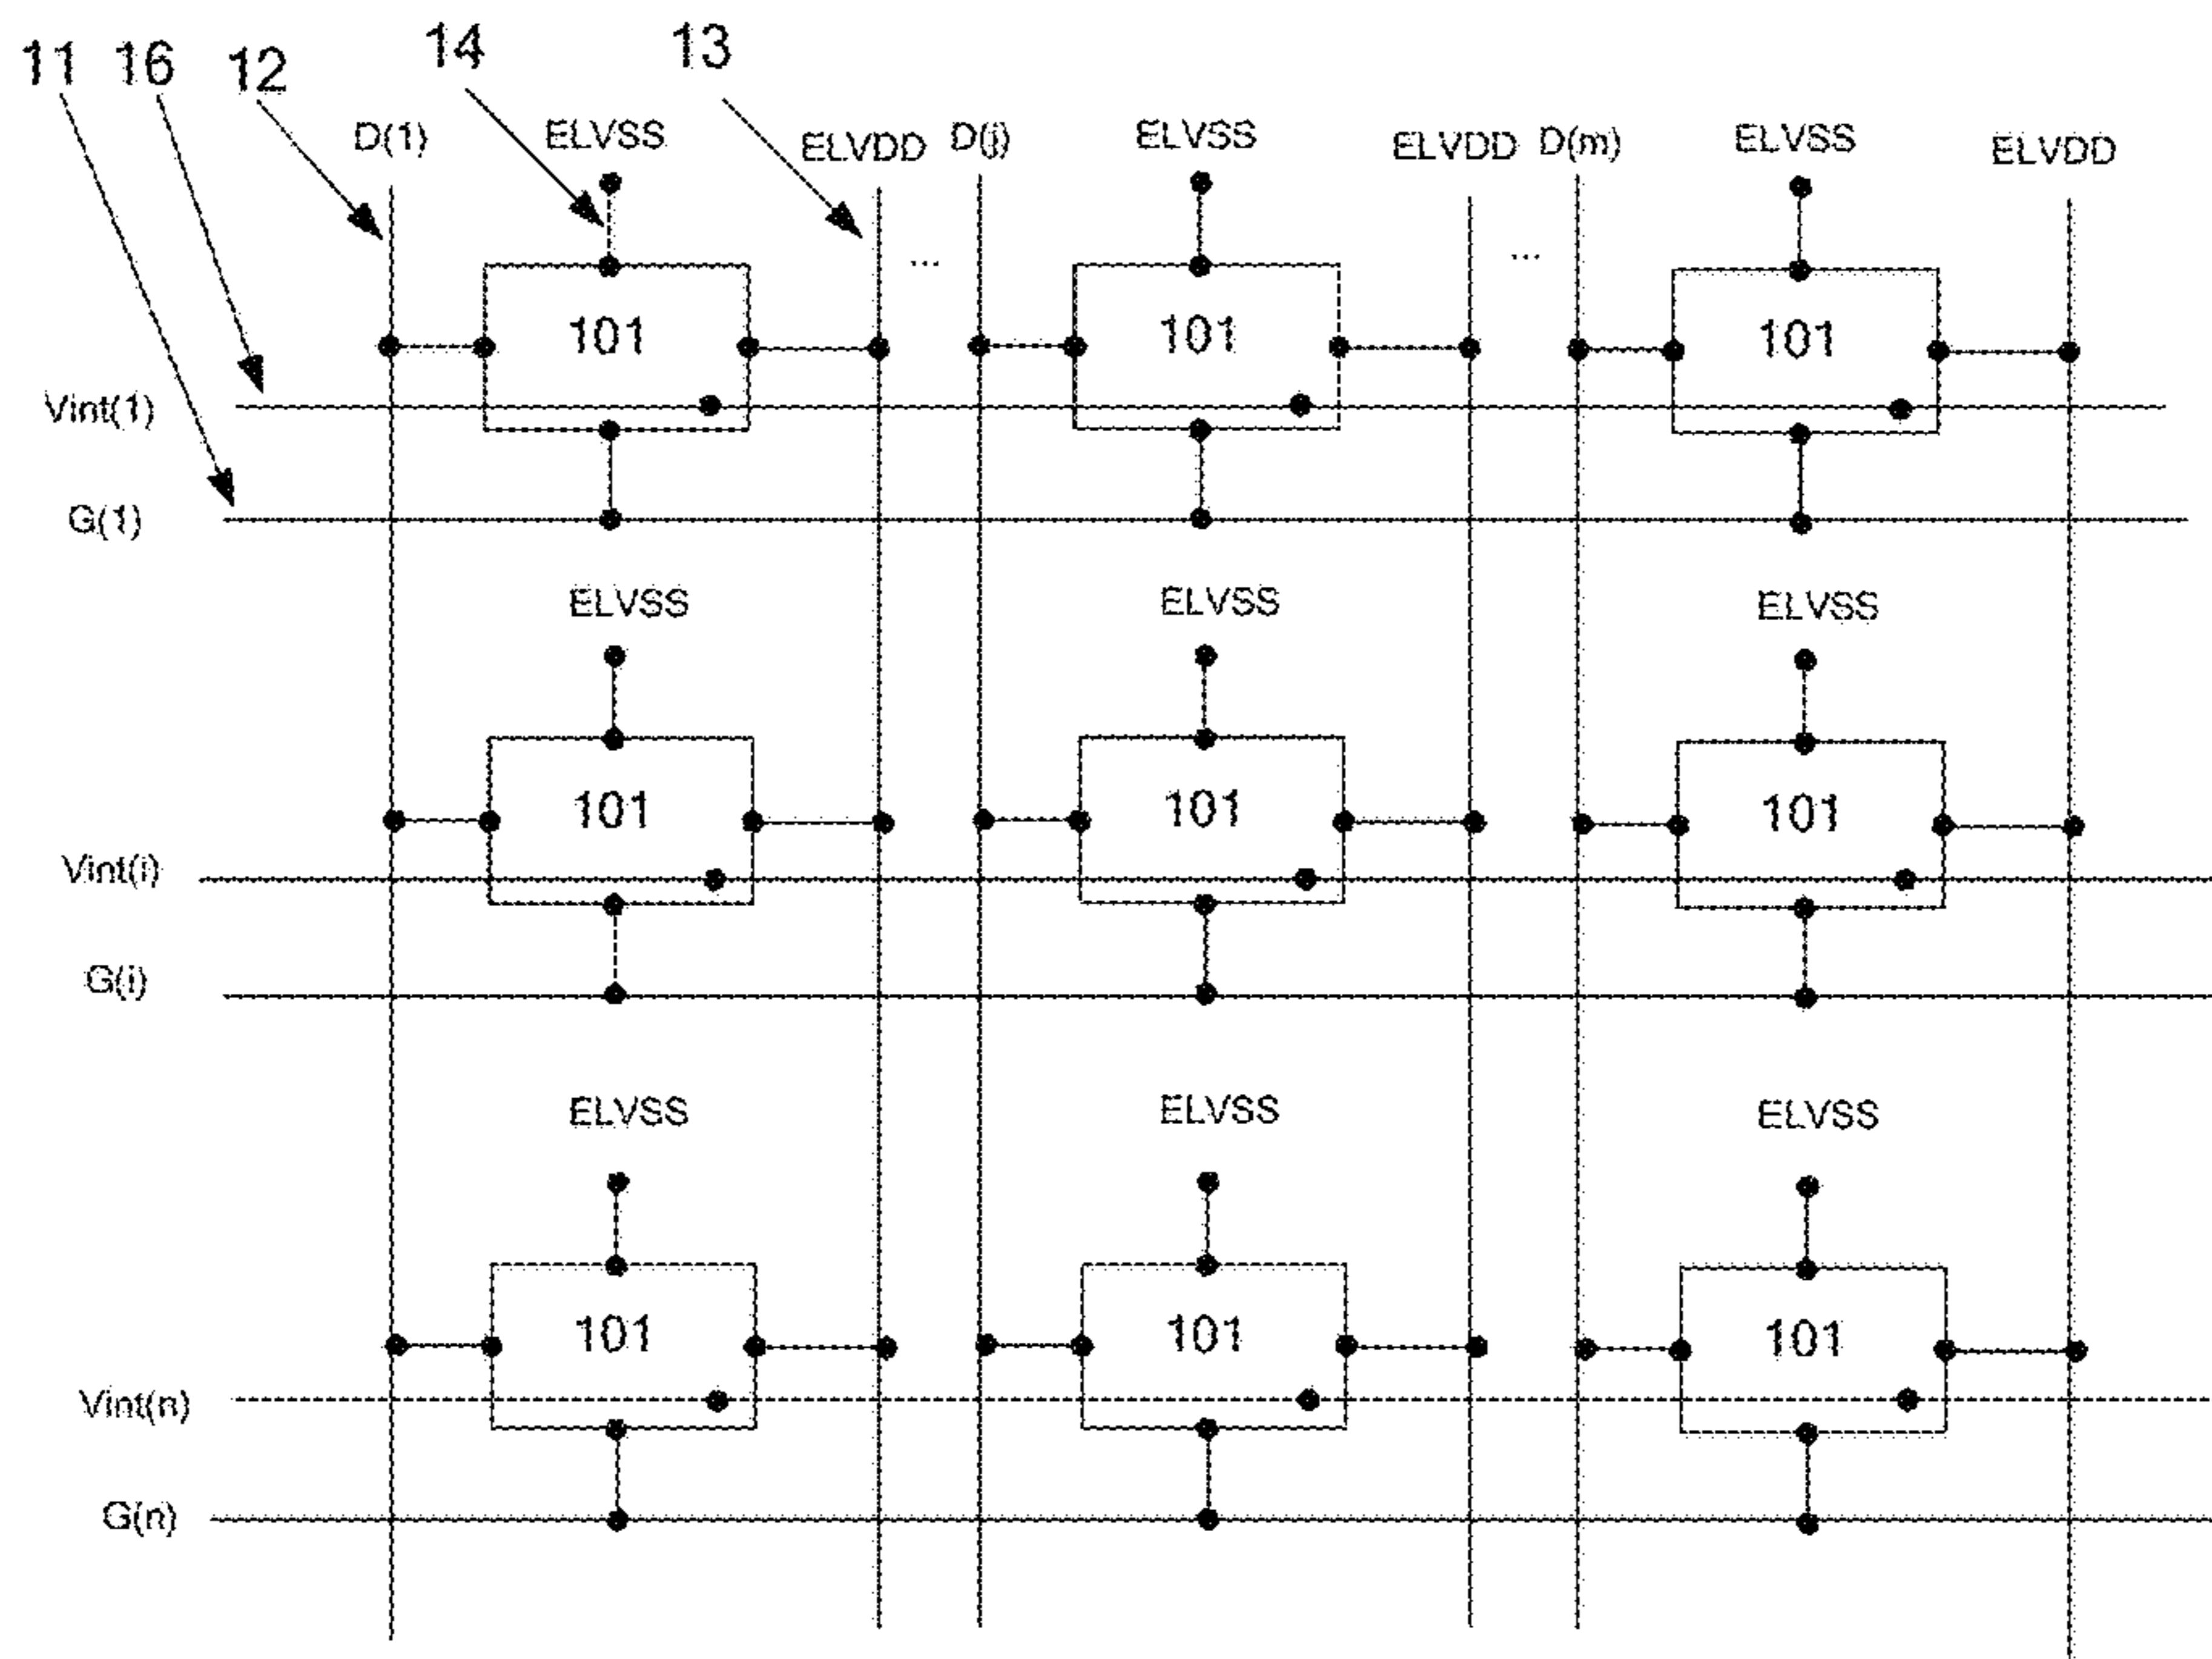 11 16 12 14 13
D(1) ELVSS ELVDD D(j) ELVSS ELVDD D(m) ELVSS ELVDD
... ...
101 101 101
Vint(1)
G(1)
ELVSS ELVSS ELVSS
101 101 101
Vint(i)
G(i)
ELVSS ELVSS ELVSS
101 101 101
Vint(n)
G(n)